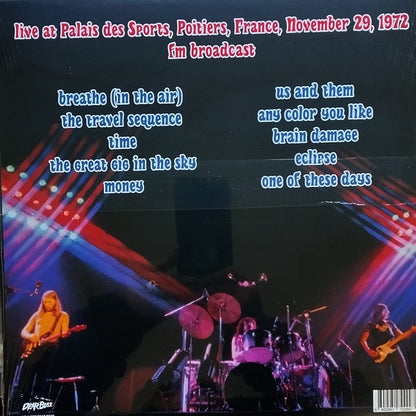 live at Palais des Sports, Poitiers, France, November 29, 1972
fm broadcast
breathe (in the air)
the travel sequence
time
the great gig in the sky
money
us and them
any color you like
brain damage
eclipse
one of these days
DEAR BOSS